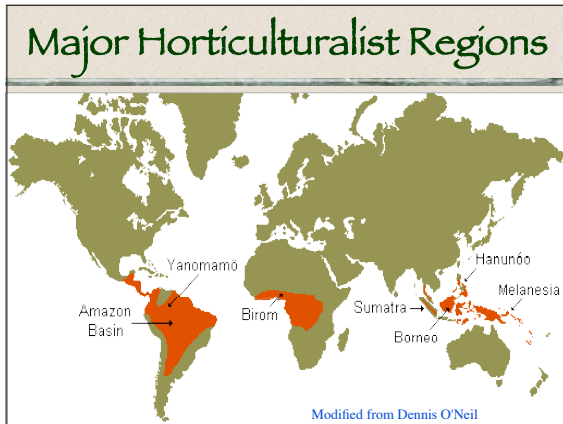 Major Horticulturalist Regions
Hanunóo
Yanomamö
Melanesia
Amazon
Basin
Birom
Sumatra
Borneo
Modified from Dennis O'Neil